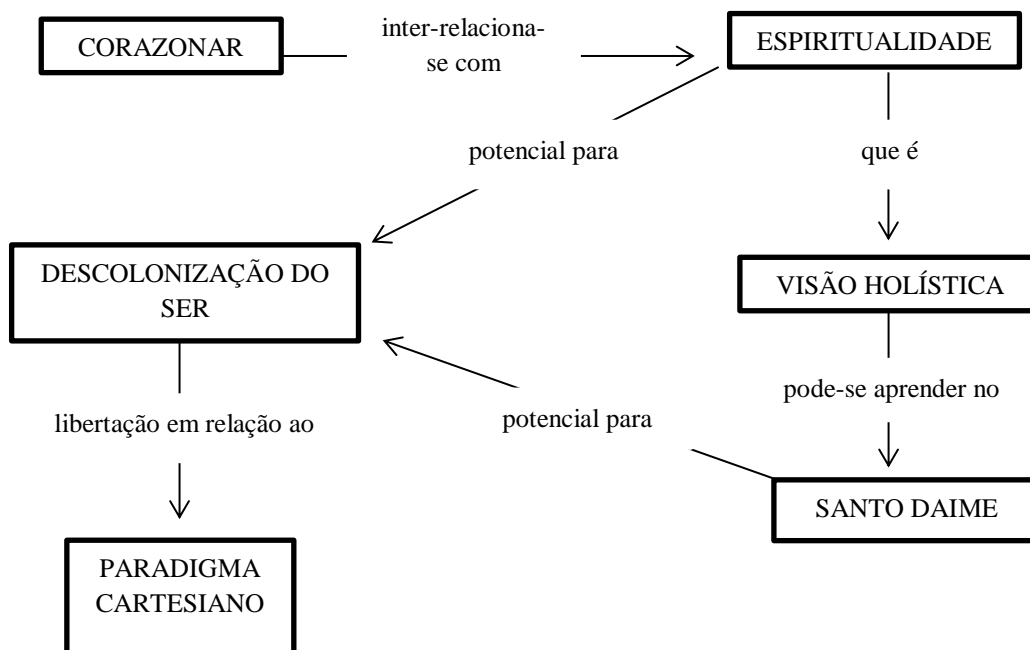 CORAZONAR
inter-relaciona-
se com
ESPIRITUALIDADE
potencial para
que é
DESCOLONIZAÇÃO DO
SER
VISÃO HOLÍSTICA
libertação em relação ao
potencial para
pode-se aprender no
SANTO DAIME
PARADIGMA
CARTESIANO